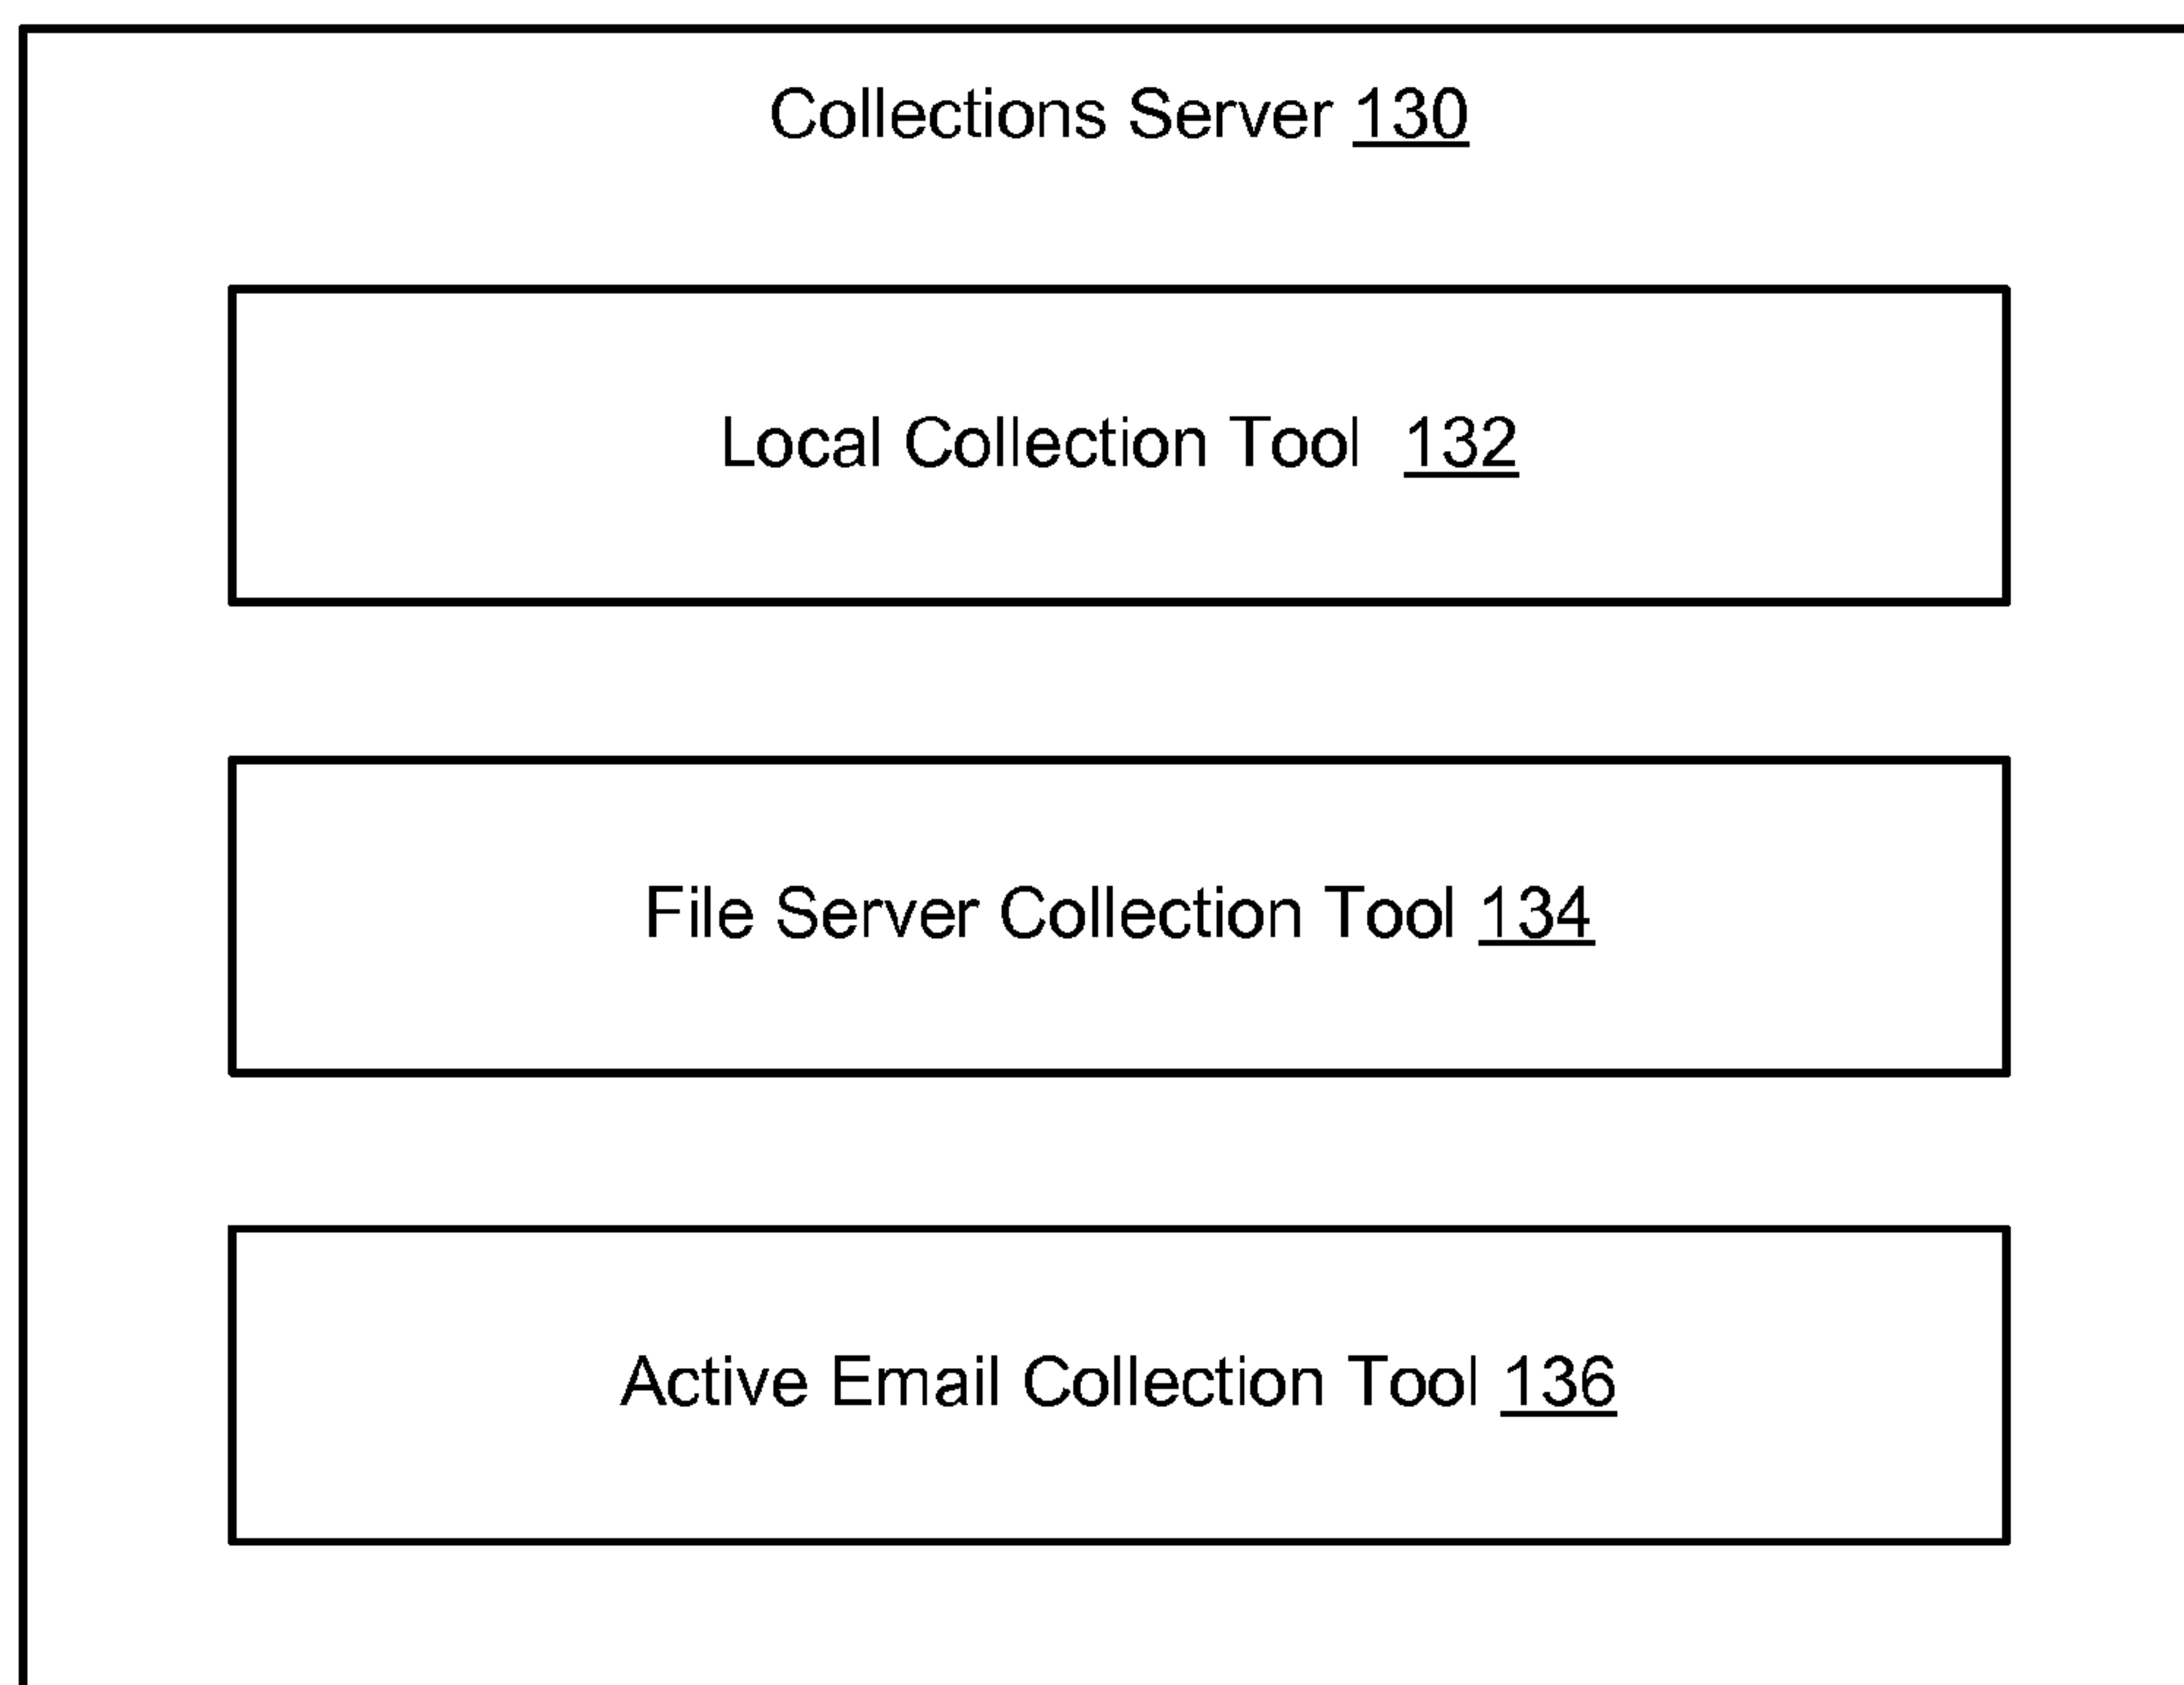 Collections Server 130
Local Collection Tool 132
File Server Collection Tool 134
Active Email Collection Tool 136